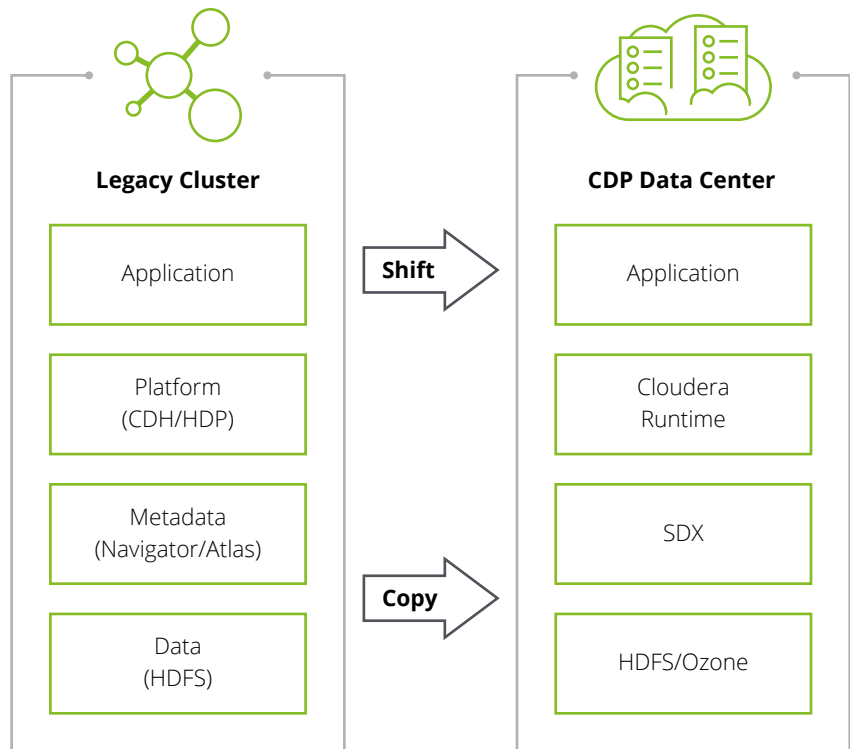 Legacy Cluster
Application
Platform
(CDH/HDP)
Metadata
(Navigator/Atlas)
Data
(HDFS)
Shift
Copy
CDP Data Center
Application
Cloudera
Runtime
SDX
HDFS/Ozone